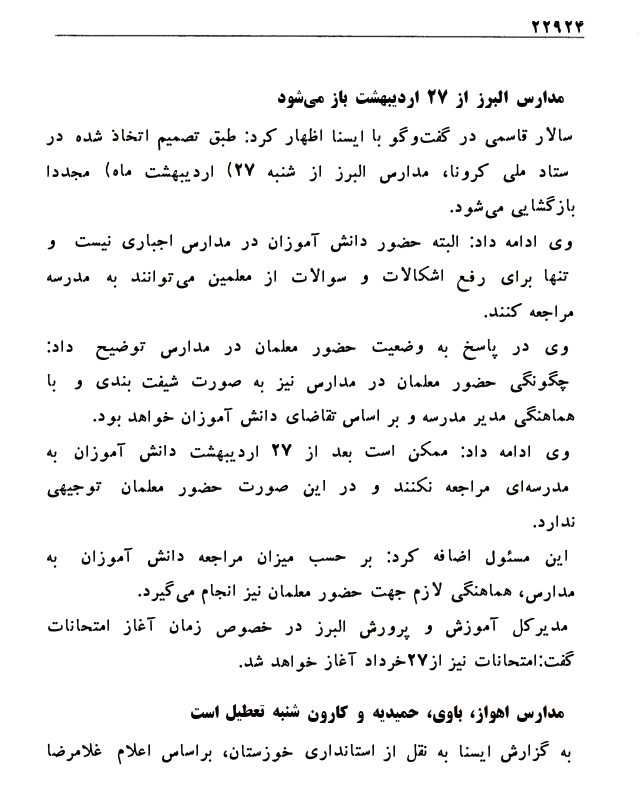 ۲۲۹۲۴
مدارس البرز از ۲۷ اردیبهشت باز می‌شود
سالار قاسمی در گفت‌وگو با ایسنا اظهار کرد: طبق تصمیم اتخاذ شده در
ستاد ملی کرونا، مدارس البرز از شنبه ۲۷) اردیبهشت ماه) مجددا
بازگشایی می‌شود.
وی ادامه داد: البته حضور دانش آموزان در مدارس اجباری نیست و
تنها برای رفع اشکالات و سوالات از معلمین می‌توانند به مدرسه
مراجعه کنند.
وی در پاسخ به وضعیت حضور معلمان در مدارس توضیح داد:
چگونگی حضور معلمان در مدارس نیز به صورت شیفت بندی و با
هماهنگی مدیر مدرسه و بر اساس تقاضای دانش آموزان خواهد بود.
وی ادامه داد: ممکن است بعد از ۲۷ اردیبهشت دانش آموزان به
مدرسه‌ای مراجعه نکنند و در این صورت حضور معلمان توجیهی
ندارد.
این مسئول اضافه کرد: بر حسب میزان مراجعه دانش آموزان به
مدارس، هماهنگی لازم جهت حضور معلمان نیز انجام می‌گیرد.
مدیرکل آموزش و پرورش البرز در خصوص زمان آغاز امتحانات
گفت:امتحانات نیز از۲۷خرداد آغاز خواهد شد.
مدارس اهواز، باوی، حمیدیه و کارون شنبه تعطیل است
به گزارش ایسنا به نقل از استانداری خوزستان، براساس اعلام غلامرضا